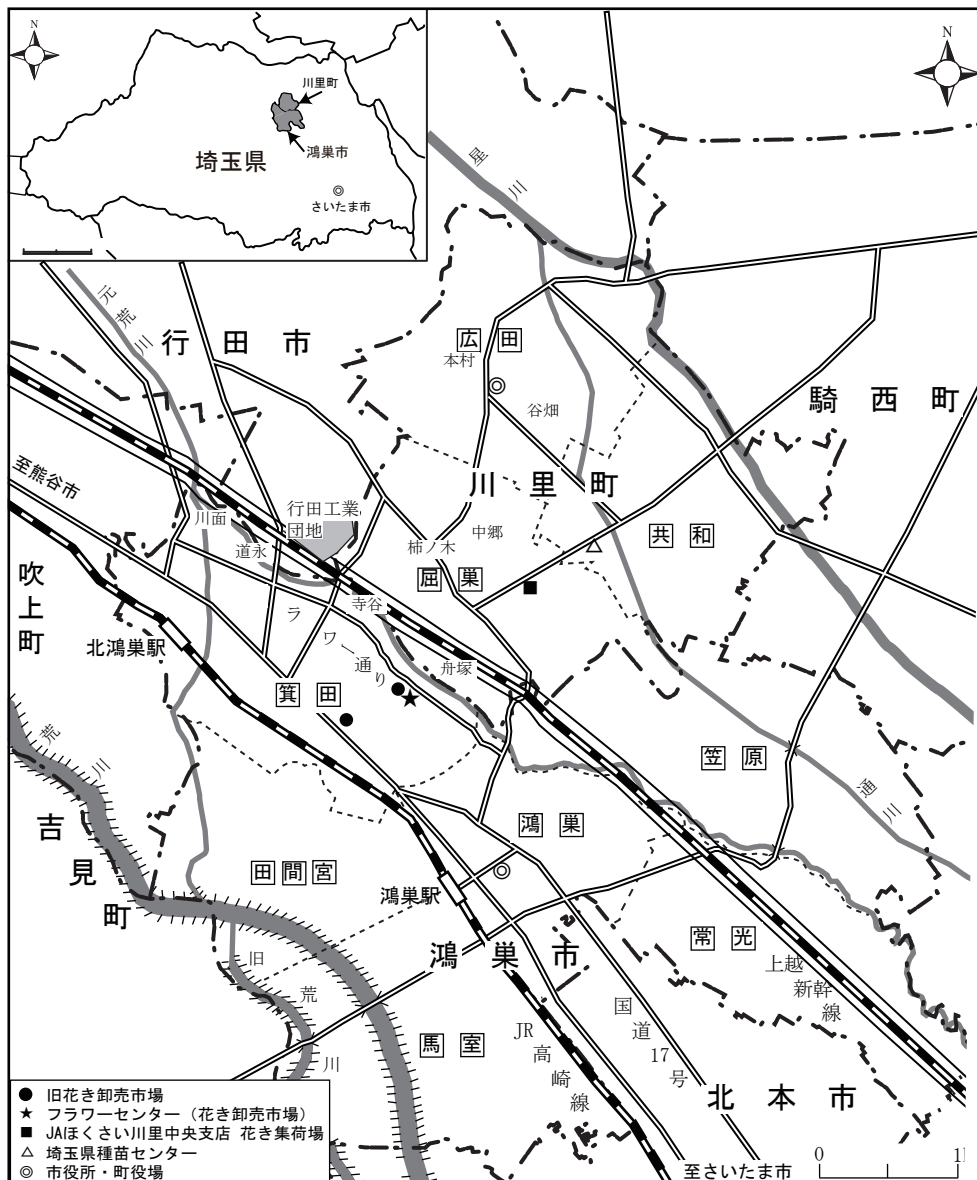 N
川里町
鴻巣市
埼玉県
さいたま市
N
星川
元荒川
行田市
広田
本村
谷畑
騎西町
至熊谷市
川里町
行田工業
団地
川面
道永
中郷
柿ノ木
共和
屈巣
吹上町
寺谷
ラワー通り
北鴻巣駅
舟塚
箕田
荒川
笠原
通川
吉見町
鴻巣
田間宮
鴻巣駅
常光
鴻巣市
上越
新幹
線
旧荒川
国道17号
馬室
JR高崎線
北本市
● 旧花き卸売市場
★ フラワーセンター（花き卸売市場）
■ JAほくさい川里中央支店 花き集荷場
△ 埼玉県種苗センター
◎ 市役所・町役場
至さいたま市
0